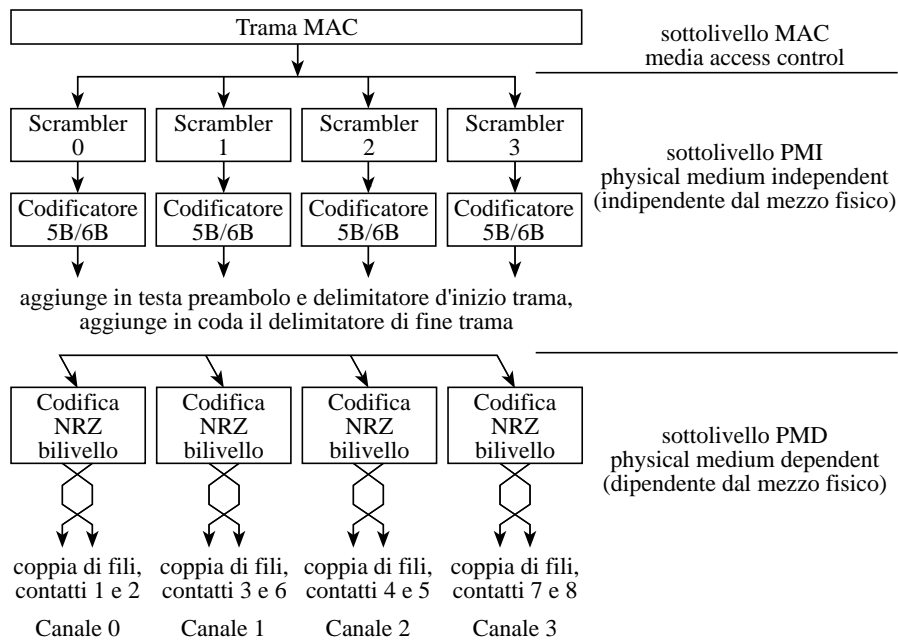 Trama MAC
sottolivello MAC
media access control
Scrambler
0
Scrambler
1
Scrambler
2
Scrambler
3
sottolivello PMI
physical medium independent
(indipendente dal mezzo fisico)
Codificatore
5B/6B
Codificatore
5B/6B
Codificatore
5B/6B
Codificatore
5B/6B
aggiunge in testa preambolo e delimitatore d'inizio trama,
aggiunge in coda il delimitatore di fine trama
Codifica
NRZ
bilivello
Codifica
NRZ
bilivello
Codifica
NRZ
bilivello
Codifica
NRZ
bilivello
sottolivello PMD
physical medium dependent
(dipendente dal mezzo fisico)
coppia di fili,
contatti 1 e 2
coppia di fili,
contatti 3 e 6
coppia di fili,
contatti 4 e 5
coppia di fili,
contatti 7 e 8
Canale 0
Canale 1
Canale 2
Canale 3